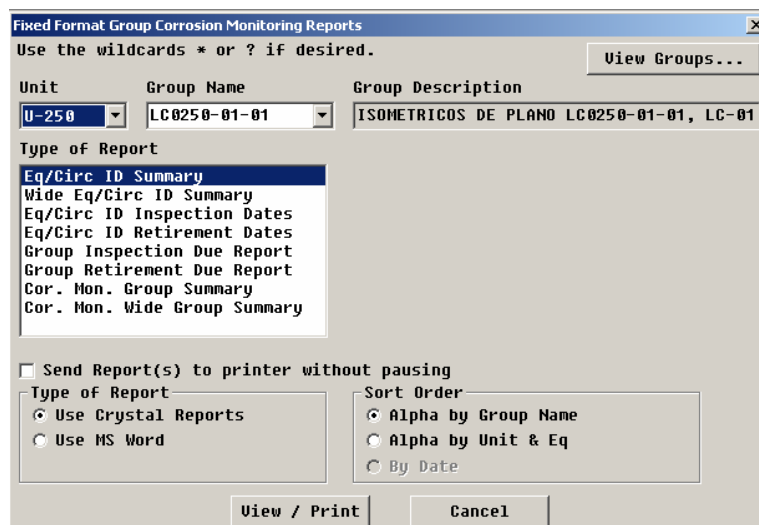 Fixed Format Group Corrosion Monitoring Reports
Use the wildcards * or ? if desired.
View Groups...
Unit Group Name Group Description
U-250 LC0250-01-01 ISOMETRICOS DE PLANO LC0250-01-01, LC-01
Type of Report
Eq/Circ ID Summary
Wide Eq/Circ ID Summary
Eq/Circ ID Inspection Dates
Eq/Circ ID Retirement Dates
Group Inspection Due Report
Group Retirement Due Report
Cor. Mon. Group Summary
Cor. Mon. Wide Group Summary
Send Report(s) to printer without pausing
Type of Report
Use Crystal Reports
Use MS Word
Sort Order
Alpha by Group Name
Alpha by Unit & Eq
By Date
View / Print Cancel